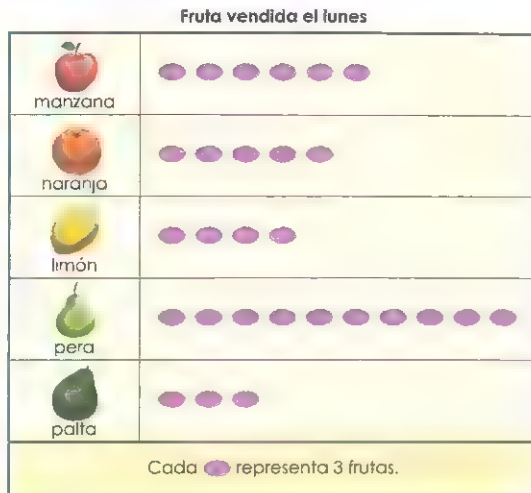 Fruta vendida el lunes
manzana
naranja
limón
pera
palta
Cada representa 3 frutas.